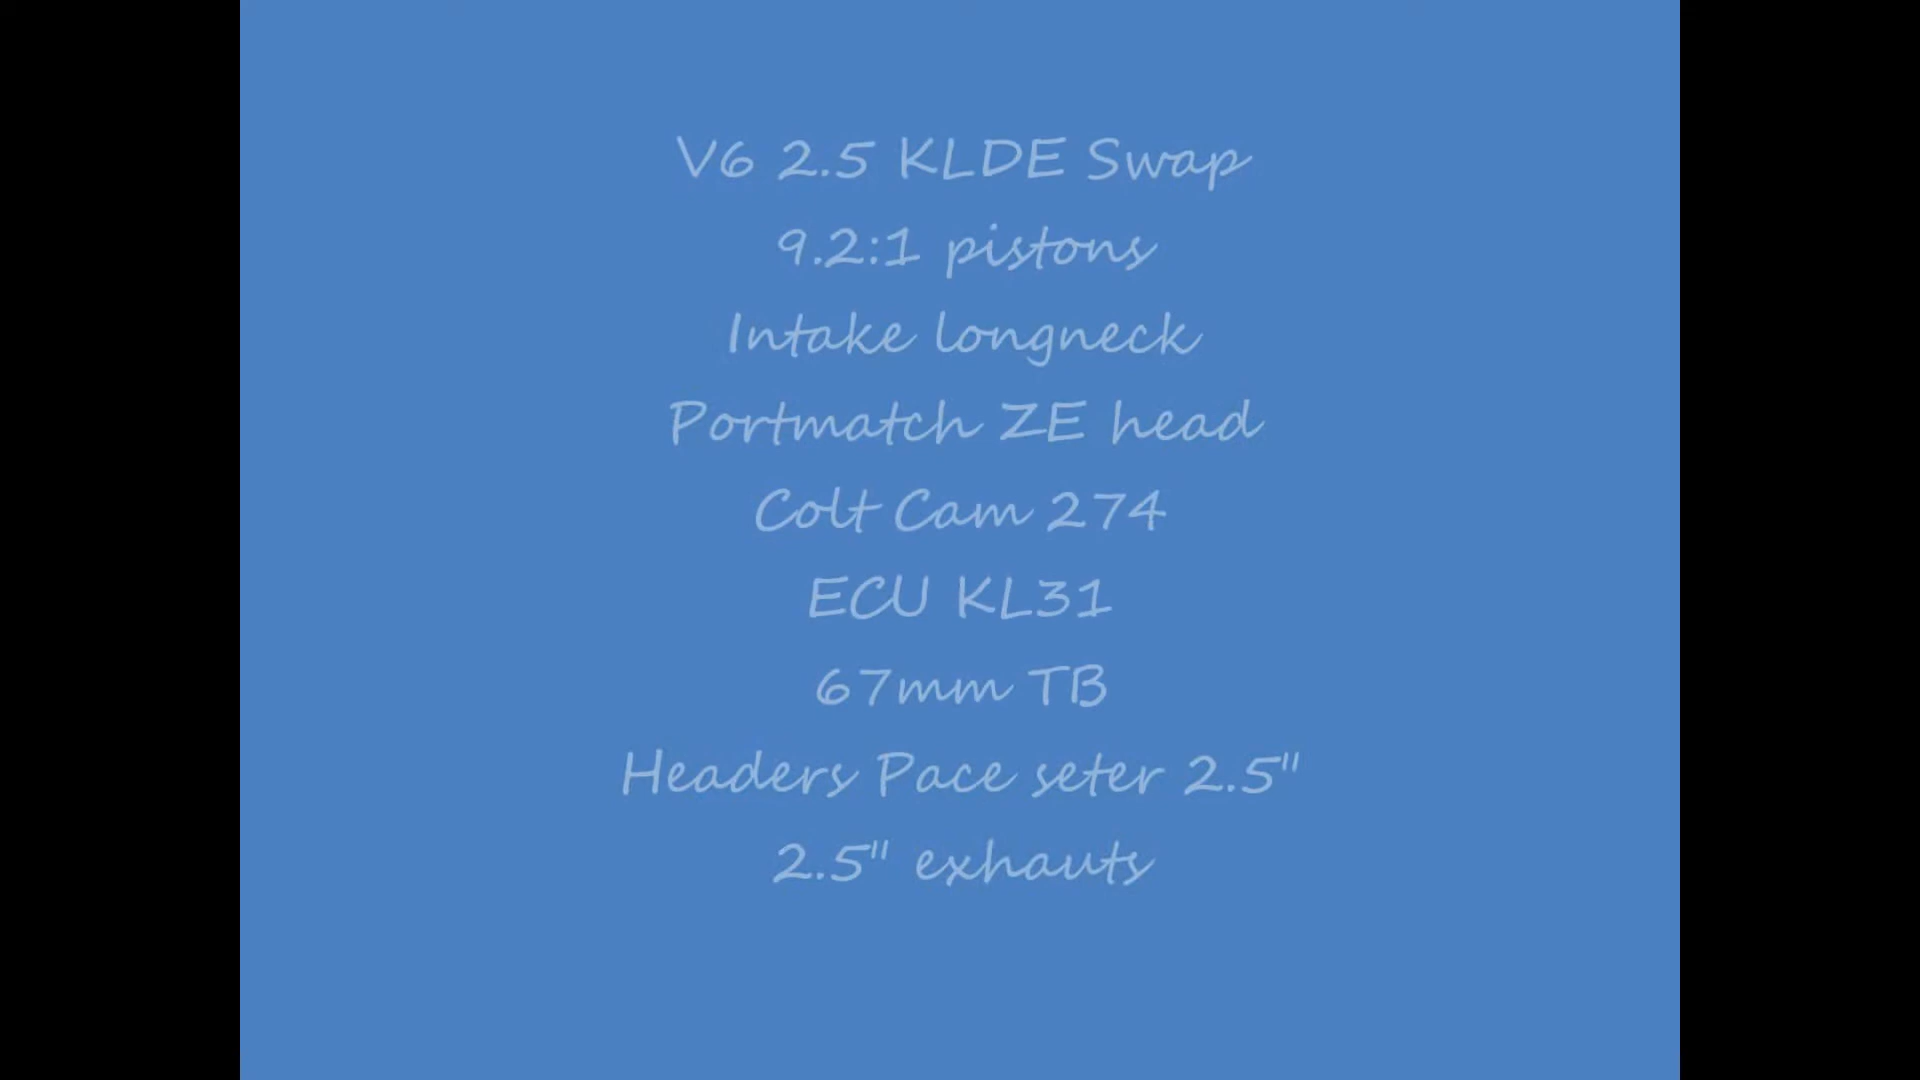 V6 2.5 KLDE Swap
9.2:1 pistons
Intake longneck
Portmatch ZE head
Colt Cam 274
ECU KL31
67mm TB
Headers Pace seter 2.5"
2.5" exhauts